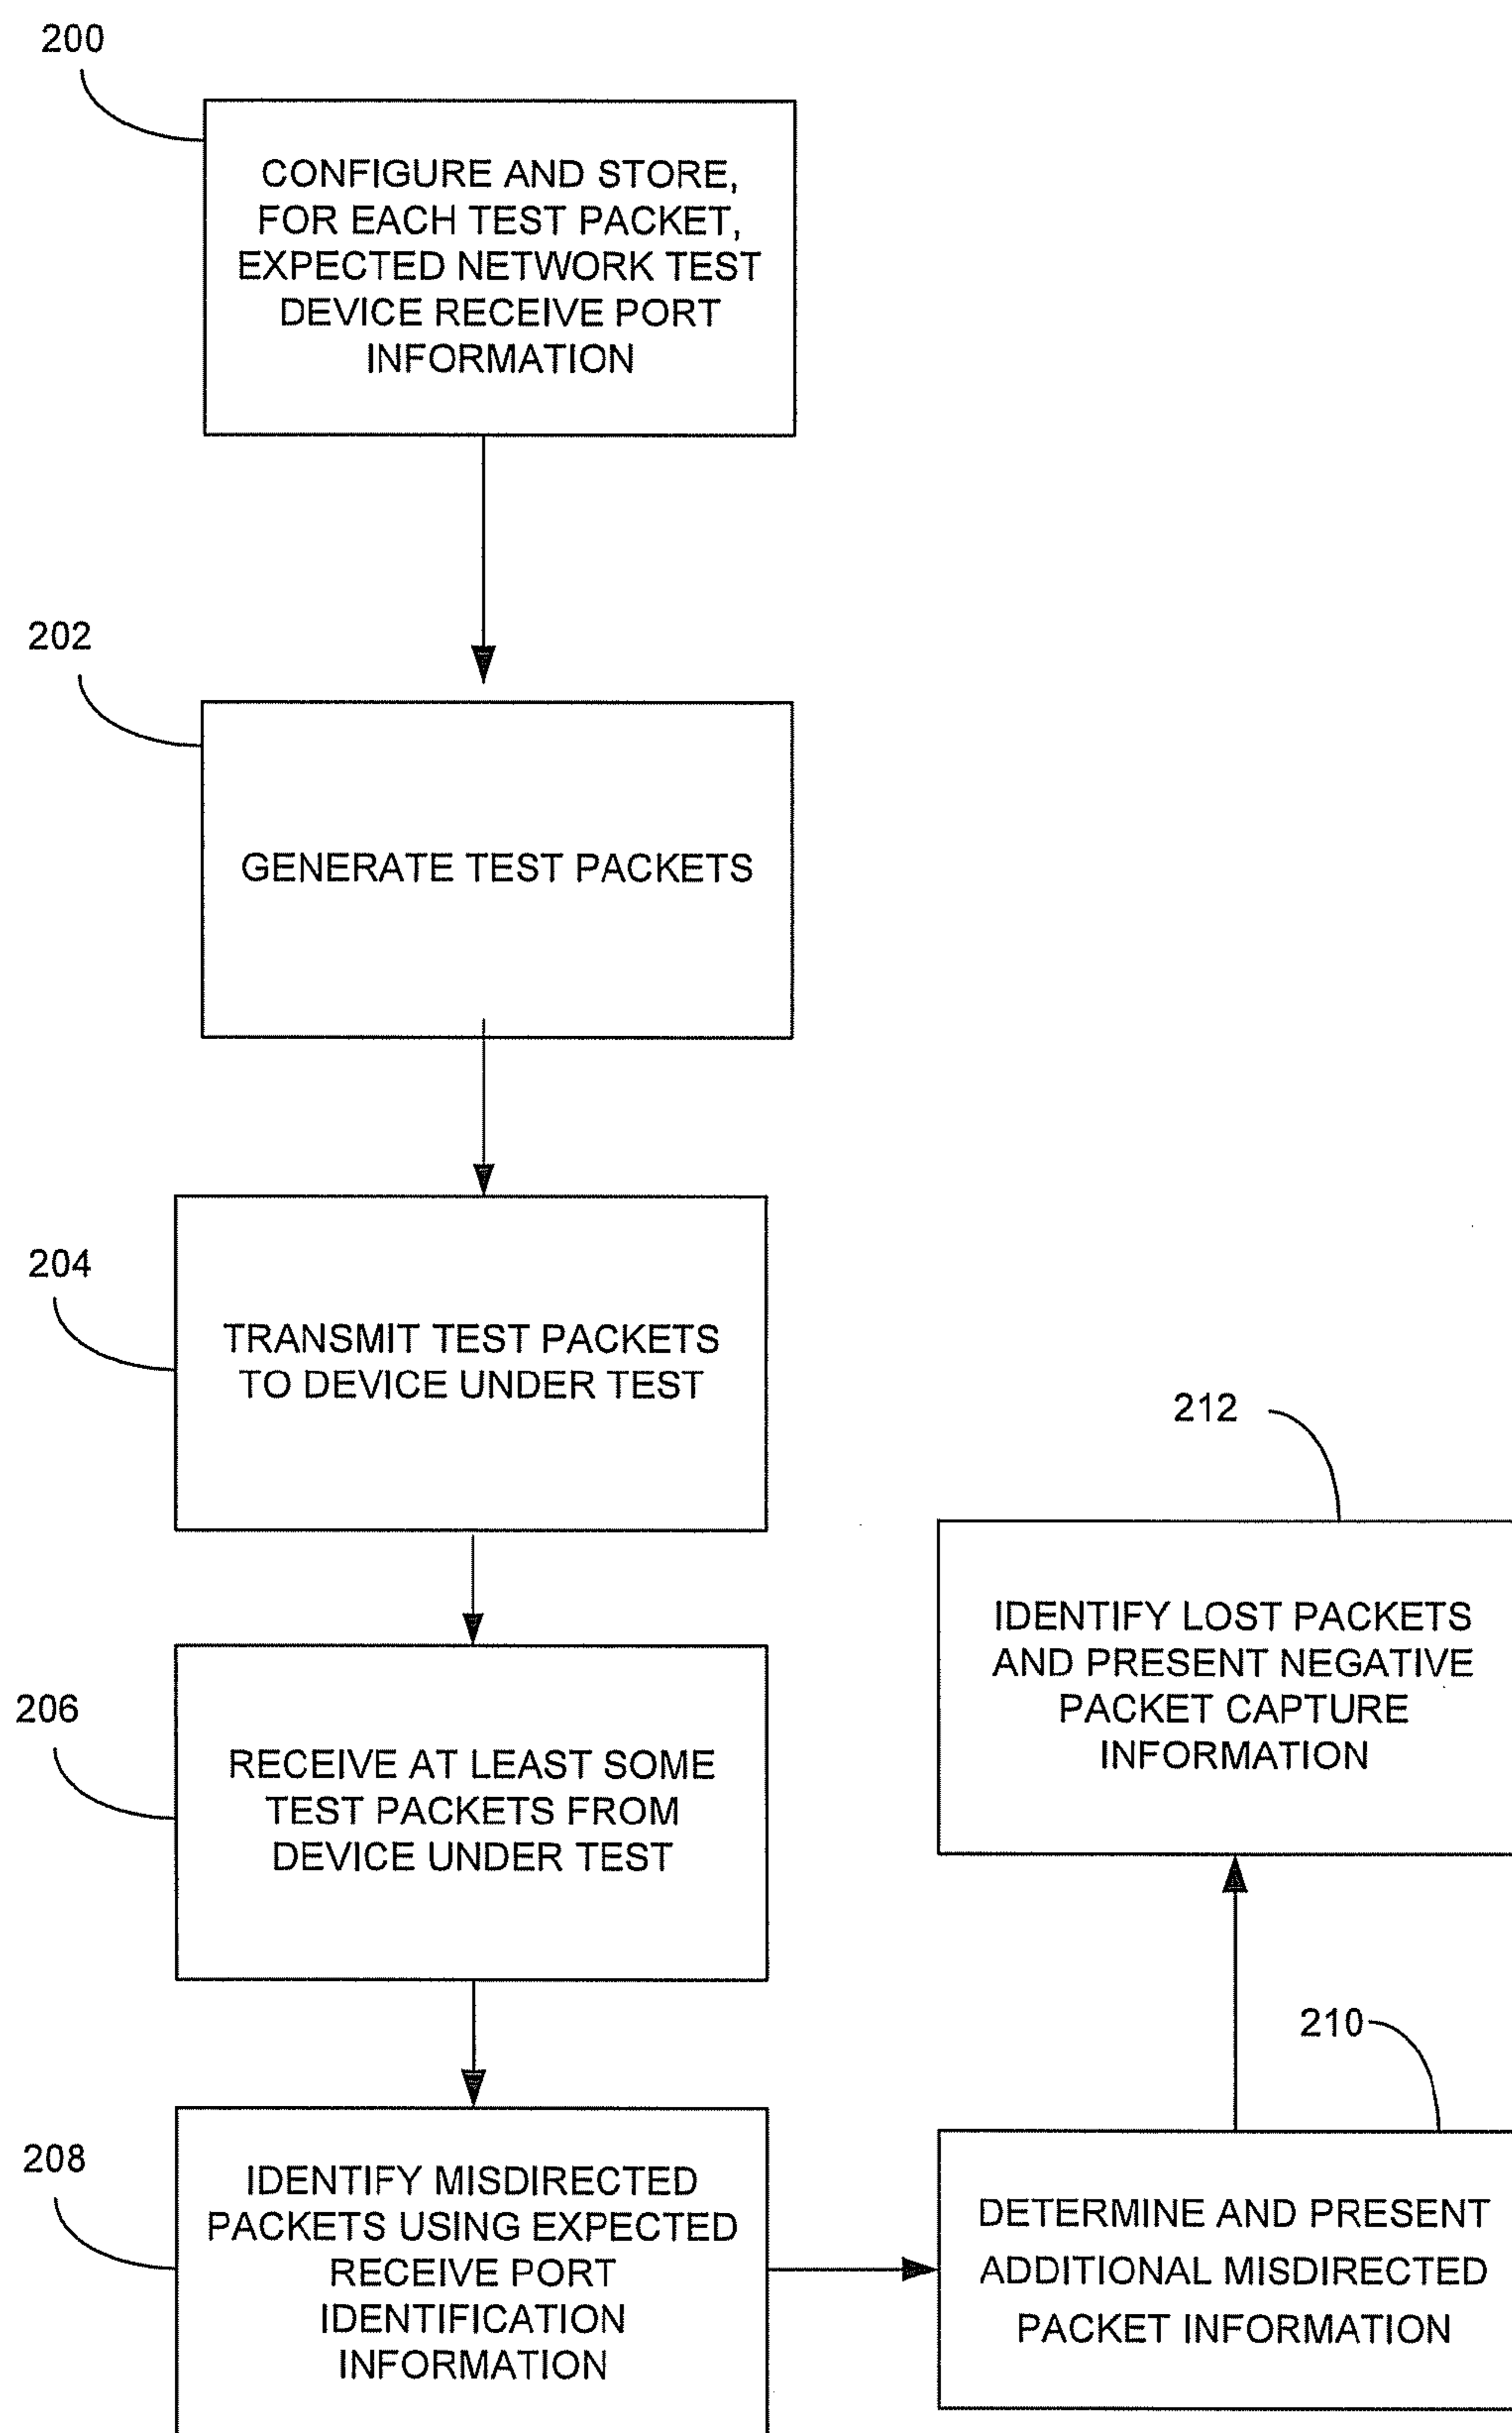 200
CONFIGURE AND STORE,
FOR EACH TEST PACKET,
EXPECTED NETWORK TEST
DEVICE RECEIVE PORT
INFORMATION
202
GENERATE TEST PACKETS
204
TRANSMIT TEST PACKETS
TO DEVICE UNDER TEST
206
RECEIVE AT LEAST SOME
TEST PACKETS FROM
DEVICE UNDER TEST
208
IDENTIFY MISDIRECTED
PACKETS USING EXPECTED
RECEIVE PORT
IDENTIFICATION
INFORMATION
210
DETERMINE AND PRESENT
ADDITIONAL MISDIRECTED
PACKET INFORMATION
212
IDENTIFY LOST PACKETS
AND PRESENT NEGATIVE
PACKET CAPTURE
INFORMATION